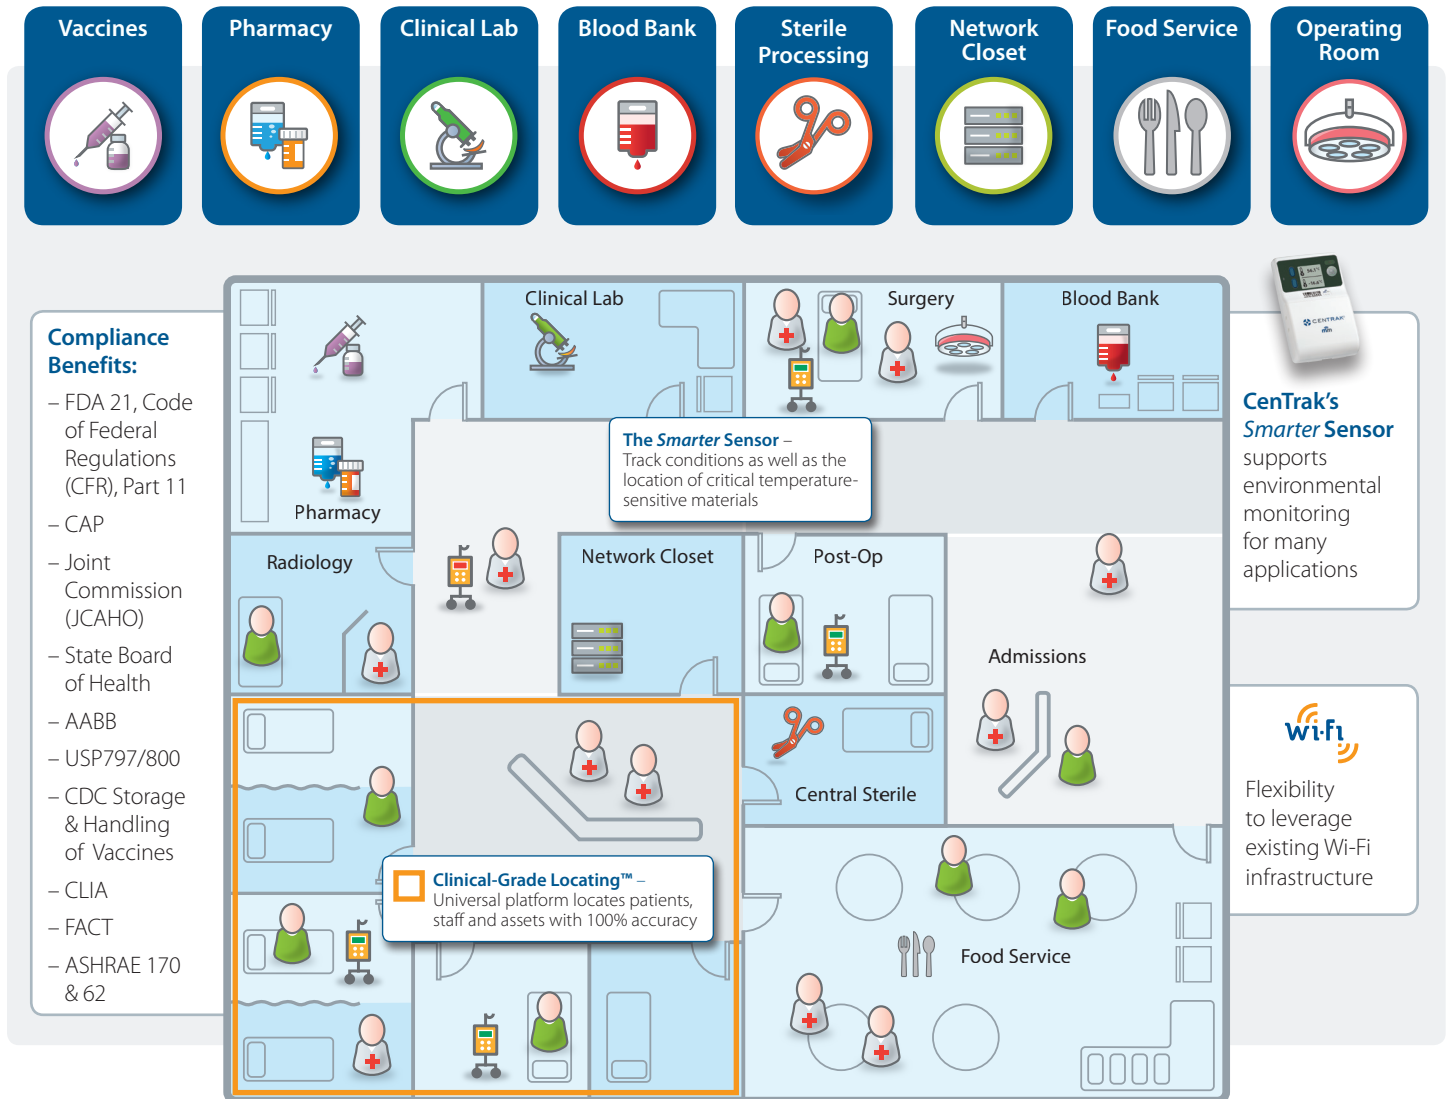 Vaccines
Pharmacy
Clinical Lab
Blood Bank
Sterile
Processing
Network
Closet
Food Service
Operating
Room
Compliance
Benefits:
– FDA 21, Code
of Federal
Regulations
(CFR), Part 11
– CAP
– Joint
Commission
(JCAHO)
– State Board
of Health
– AABB
– USP797/800
– CDC Storage
& Handling
of Vaccines
– CLIA
– FACT
– ASHRAE 170
& 62
Clinical Lab
Surgery
Blood Bank
The Smarter Sensor –
Track conditions as well as the
location of critical temperature-
sensitive materials
Pharmacy
Radiology
Network Closet
Post-Op
Admissions
Central Sterile
Clinical-Grade Locating™ –
Universal platform locates patients,
staff and assets with 100% accuracy
Food Service
CENTRAK
CenTrak's
Smarter Sensor
supports
environmental
monitoring
for many
applications
Wi-Fi
Flexibility
to leverage
existing Wi-Fi
infrastructure